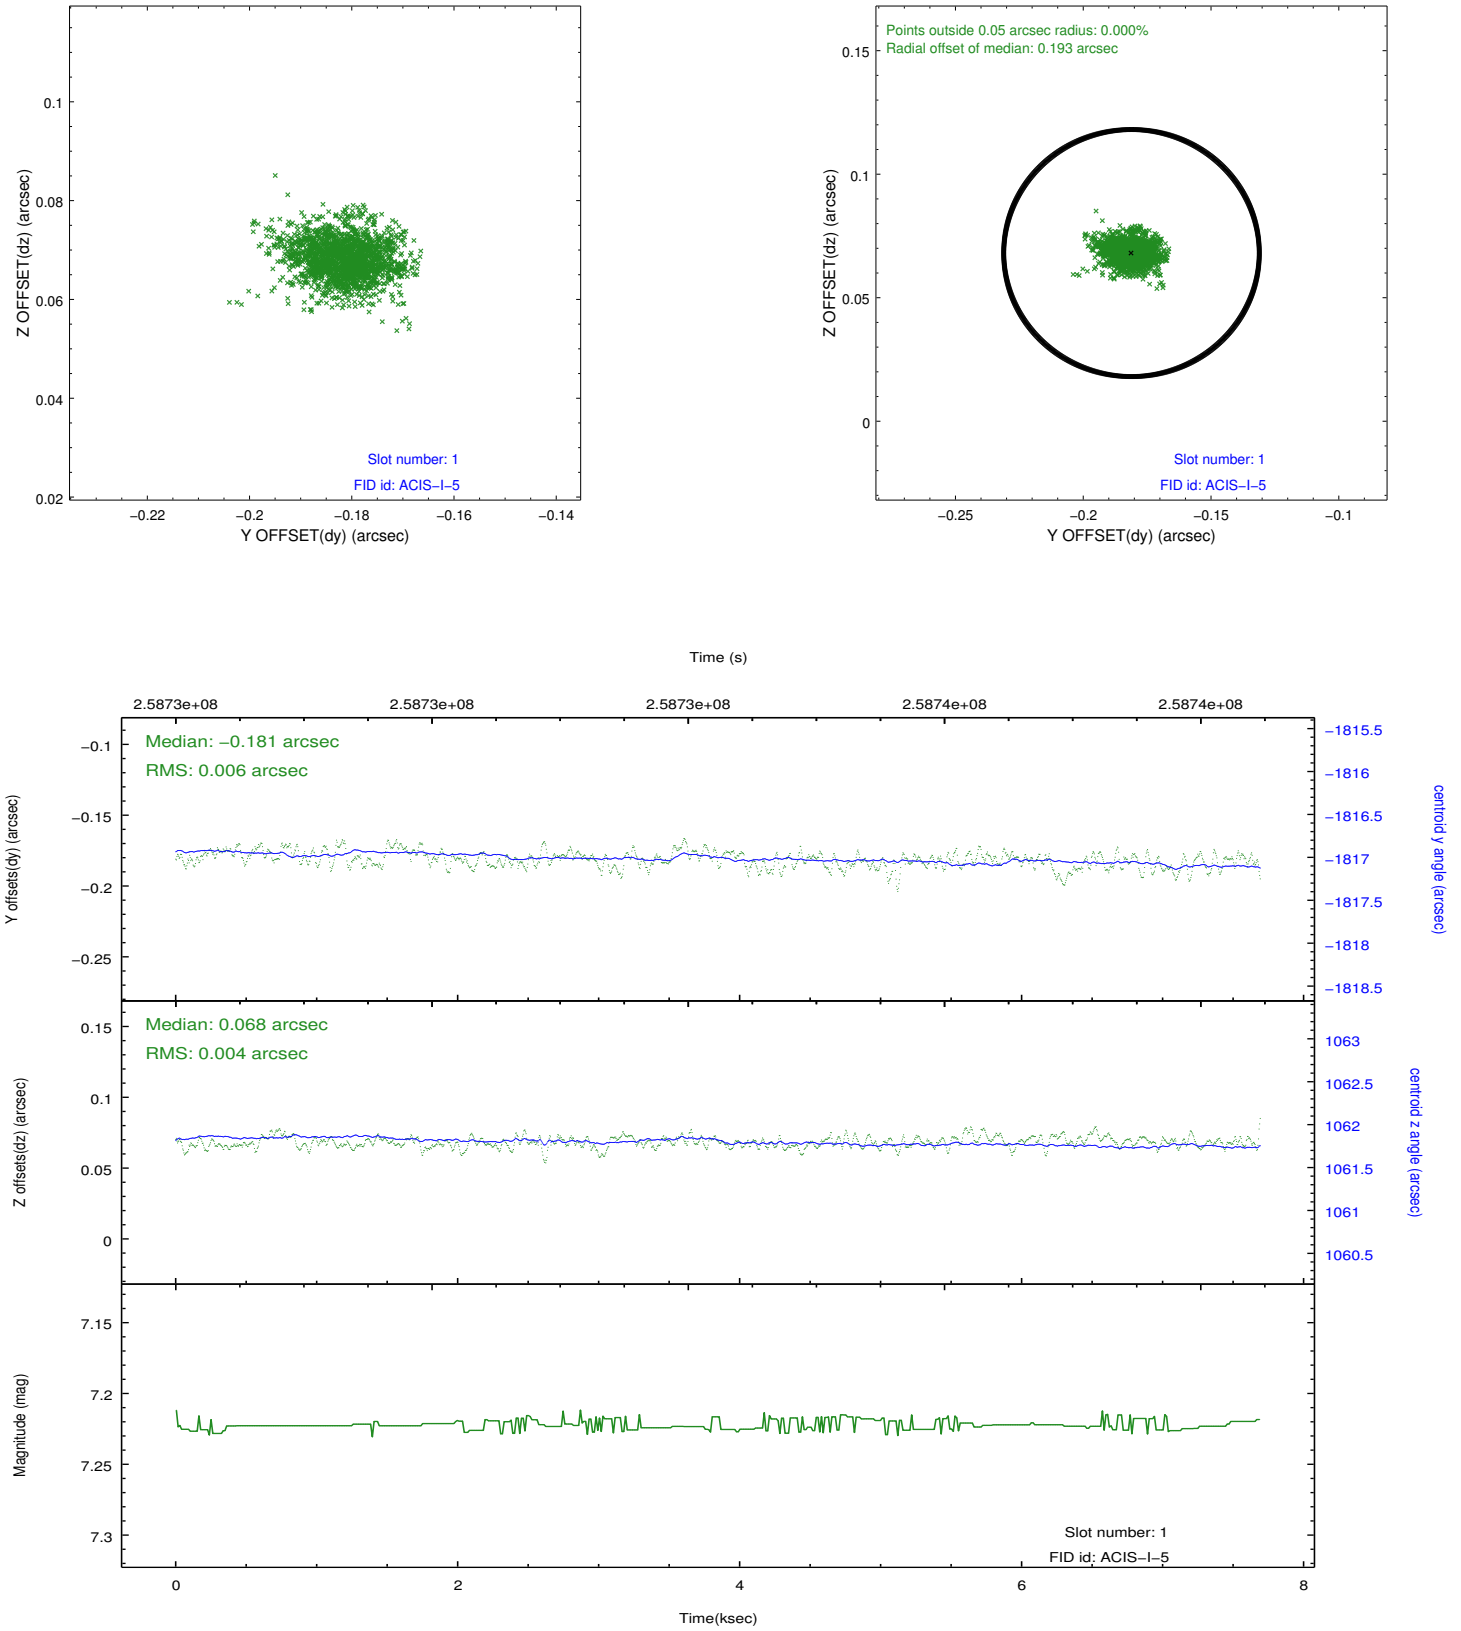 0.1
0.08
0.06
0.04
0.02
Z OFFSET(dz) (arcsec)
Slot number: 1
FID id: ACIS−I−5
−0.22 −0.2 −0.18 −0.16 −0.14
Y OFFSET(dy) (arcsec)
Points outside 0.05 arcsec radius: 0.000%
Radial offset of median: 0.193 arcsec
0.15
0.1
0.05
0
Z OFFSET(dz) (arcsec)
Slot number: 1
FID id: ACIS−I−5
−0.25 −0.2 −0.15 −0.1
Y OFFSET(dy) (arcsec)
Time (s)
2.5873e+08 2.5873e+08 2.5873e+08 2.5874e+08 2.5874e+08
Median: −0.181 arcsec
RMS: 0.006 arcsec
−0.1
−0.15
−0.2
−0.25
Y offsets(dy) (arcsec)
−1815.5
−1816
−1816.5
−1817
−1817.5
−1818
−1818.5
centroid y angle (arcsec)
Median: 0.068 arcsec
RMS: 0.004 arcsec
0.15
0.1
0.05
0
Z offsets(dz) (arcsec)
1063
1062.5
1062
1061.5
1061
1060.5
centroid z angle (arcsec)
7.15
7.2
7.25
7.3
Magnitude (mag)
Slot number: 1
FID id: ACIS−I−5
0 2 4 6 8
Time(ksec)